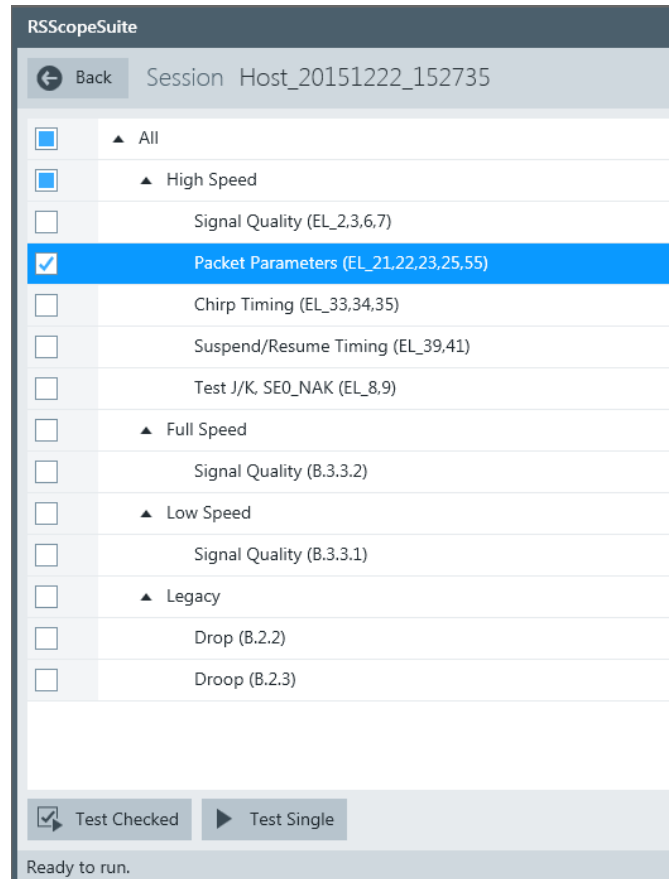 RSScopeSuite
Back Session Host_20151222_152735
All
High Speed
Signal Quality (EL_2,3,6,7)
Packet Parameters (EL_21,22,23,25,55)
Chirp Timing (EL_33,34,35)
Suspend/Resume Timing (EL_39,41)
Test J/K, SE0_NAK (EL_8,9)
Full Speed
Signal Quality (B.3.3.2)
Low Speed
Signal Quality (B.3.3.1)
Legacy
Drop (B.2.2)
Droop (B.2.3)
Test Checked Test Single
Ready to run.